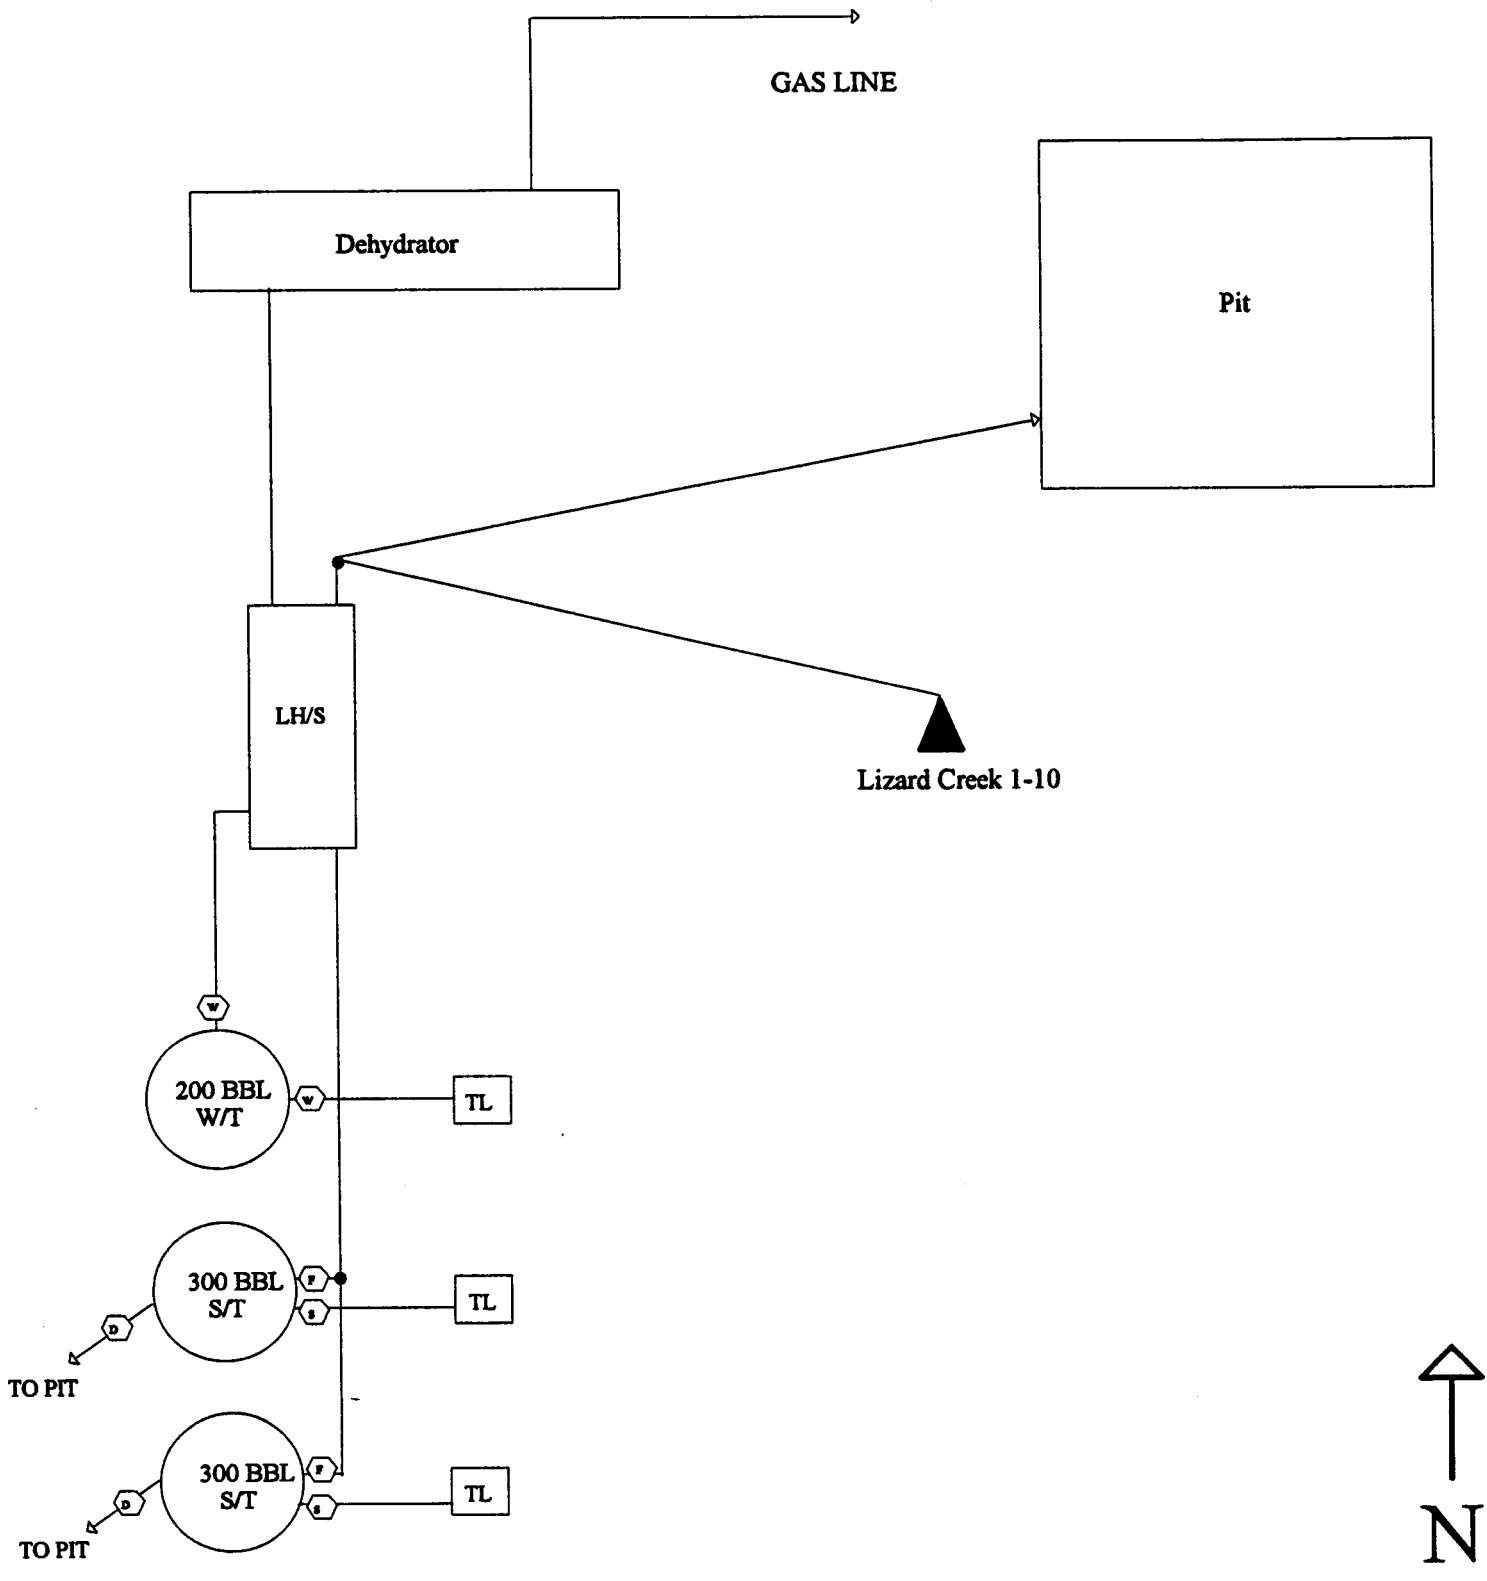 GAS LINE
Dehydrator
Pit
LH/S
Lizard Creek 1-10
W
200 BBL
W/T
W
TL
300 BBL
S/T
F
S
TL
D
TO PIT
300 BBL
S/T
F
S
TL
D
TO PIT
N